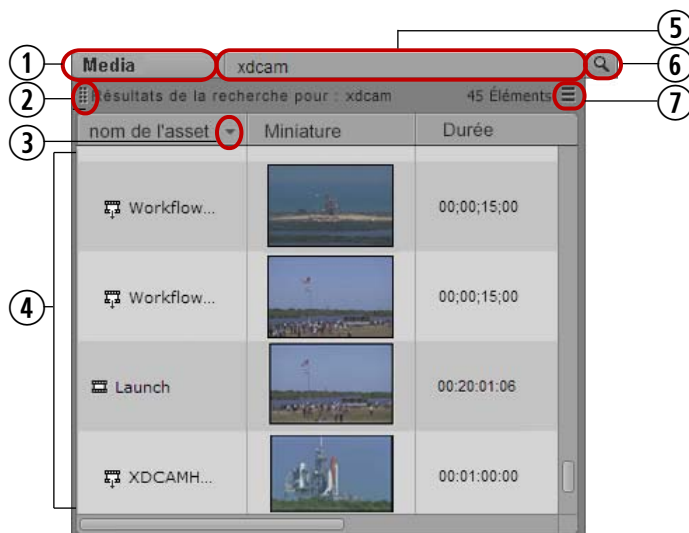 5
1
Media
xdcam
6
2
Résultats de la recherche pour : xdcam
45 Éléments
7
3
nom de l'asset
Miniature
Durée
Workflow...
00;00;15;00
4
Workflow...
00;00;15;00
Launch
00:20:01:06
XDCAMH...
00:01:00:00